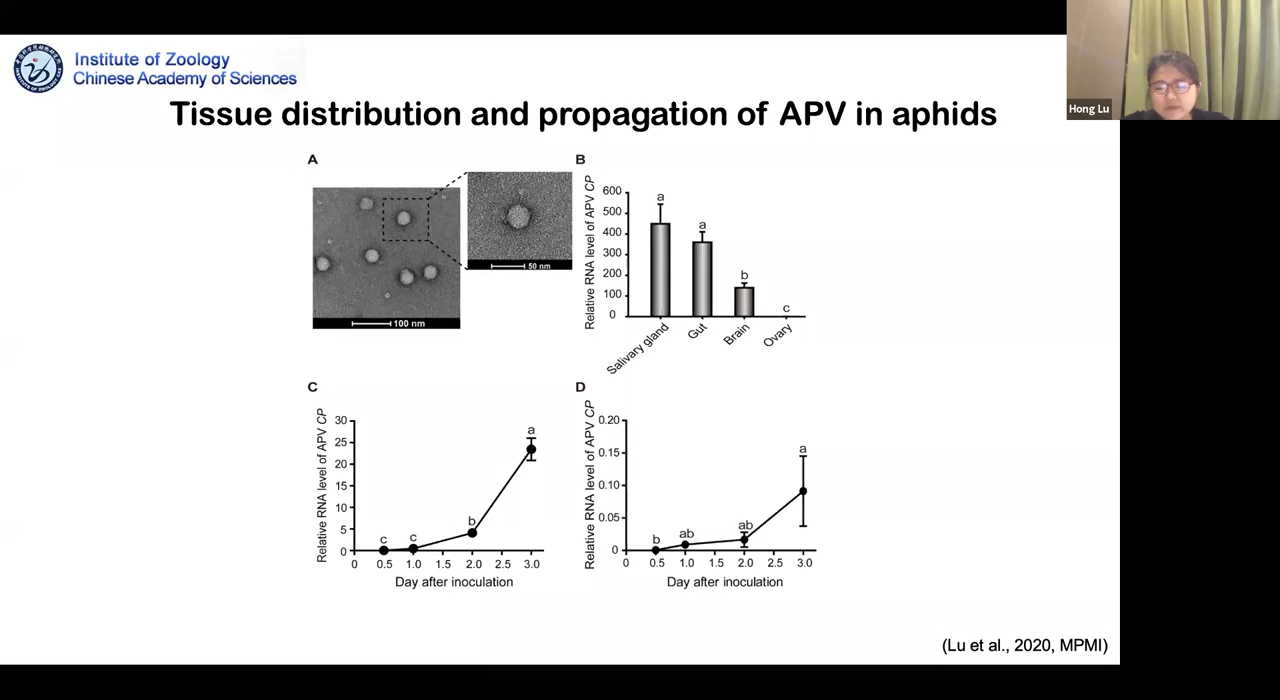 Institute of Zoology
Chinese Academy of Sciences
Hong Lu
Tissue distribution and propagation of APV in aphids
A
100 nm
50 nm
B
Relative RNA level of APV CP
600
500
400
300
200
100
0
a
a
b
c
Salivary gland
Gut
Brain
Ovary
C
Relative RNA level of APV CP
30
25
20
15
10
5
0
c
c
b
a
0 0.5 1.0 1.5 2.0 2.5 3.0
Day after inoculation
D
Relative RNA level of APV CP
0.20
0.15
0.10
0.05
0
b
ab
ab
a
0 0.5 1.0 1.5 2.0 2.5 3.0
Day after inoculation
(Lu et al., 2020, MPMI)